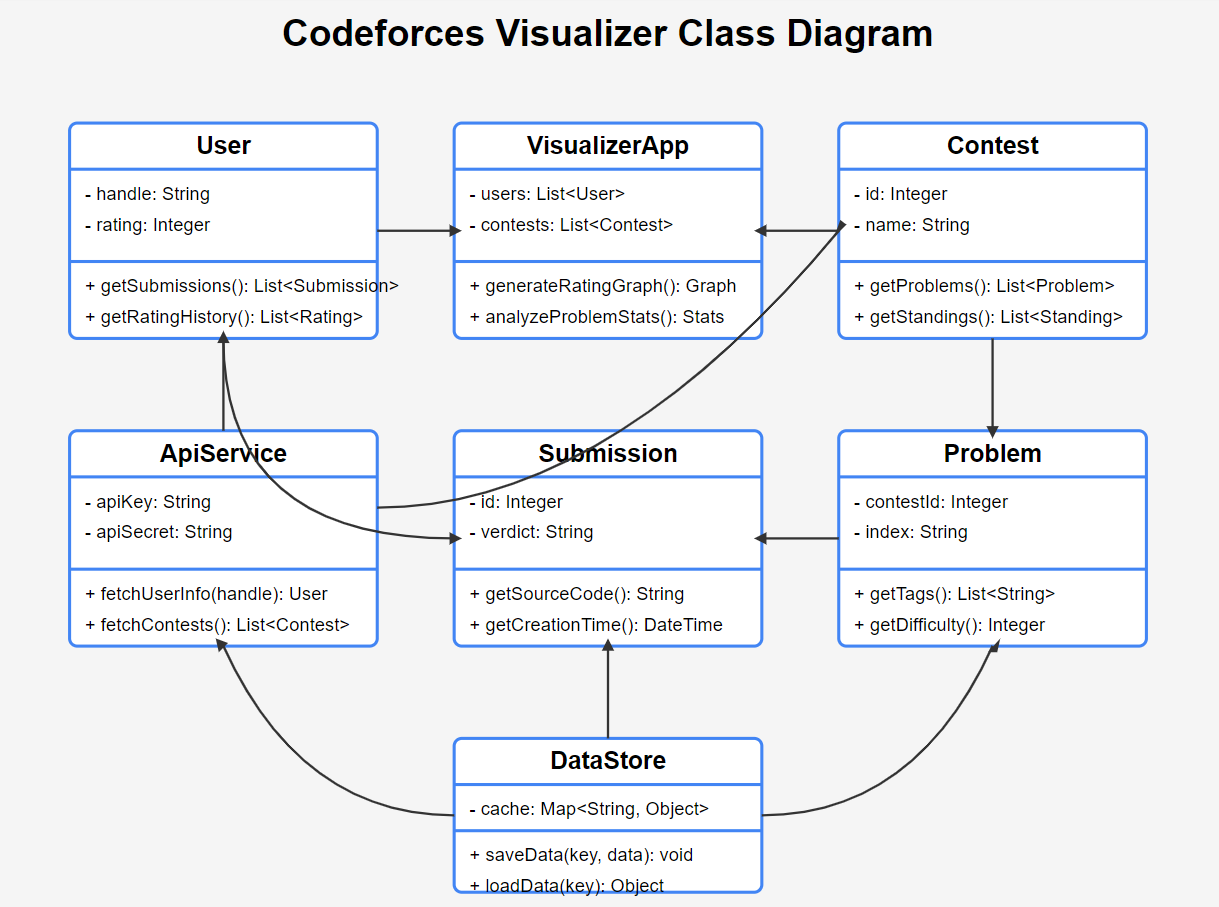 Codeforces Visualizer Class Diagram
User
- handle: String
- rating: Integer
+ getSubmissions(): List<Submission>
+ getRatingHistory(): List<Rating>
VisualizerApp
- users: List<User>
- contests: List<Contest>
+ generateRatingGraph(): Graph
+ analyzeProblemStats(): Stats
Contest
- id: Integer
- name: String
+ getProblems(): List<Problem>
+ getStandings(): List<Standing>
ApiService
- apiKey: String
- apiSecret: String
+ fetchUserInfo(handle): User
+ fetchContests(): List<Contest>
Submission
- id: Integer
- verdict: String
+ getSourceCode(): String
+ getCreationTime(): DateTime
Problem
- contestId: Integer
- index: String
+ getTags(): List<String>
+ getDifficulty(): Integer
DataStore
- cache: Map<String, Object>
+ saveData(key, data): void
+ loadData(key): Object